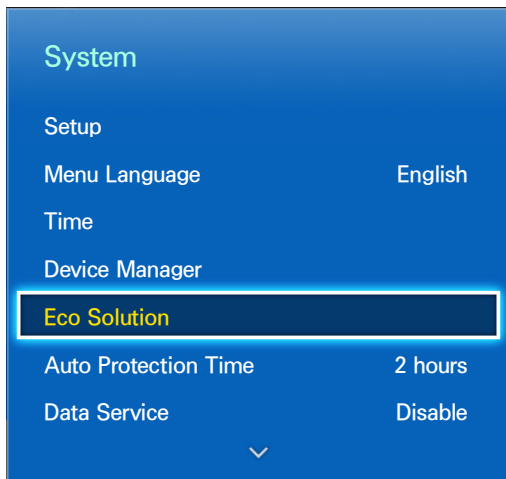 System
Setup
Menu Language English
Time
Device Manager
Eco Solution
Auto Protection Time 2 hours
Data Service Disable